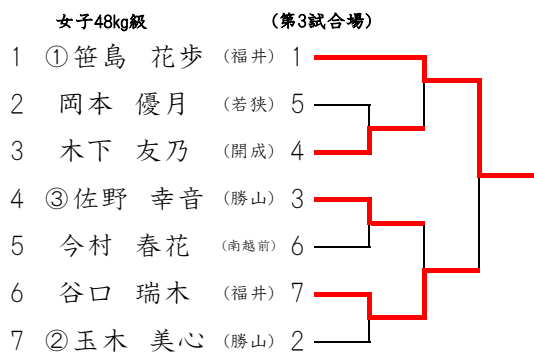 女子48kg級 (第3試合場)
1 ①笹島 花歩 (福井) 1
2 岡本 優月 (若狭) 5
3 木下 友乃 (開成) 4
4 ③佐野 幸音 (勝山) 3
5 今村 春花 (南越前) 6
6 谷口 瑞木 (福井) 7
7 ②玉木 美心 (勝山) 2